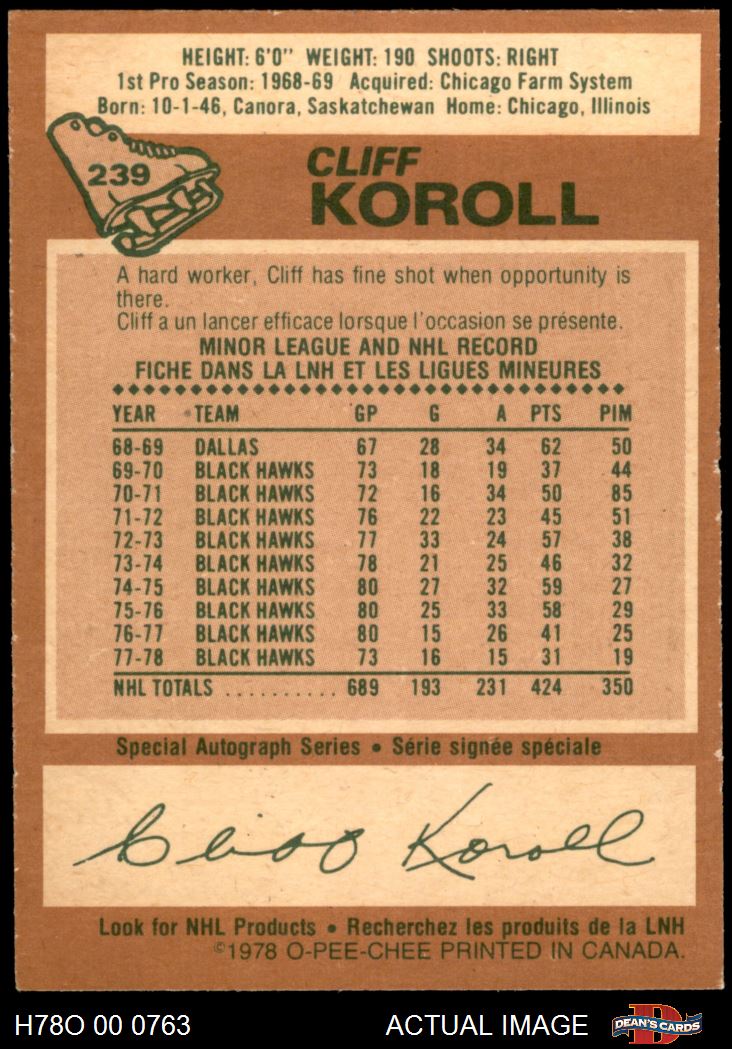 HEIGHT: 6'0" WEIGHT: 190 SHOOTS: RIGHT
1st Pro Season: 1968-69 Acquired: Chicago Farm System
Born: 10-1-46, Canora, Saskatchewan Home: Chicago, Illinois
239
CLIFF
KOROLL
A hard worker, Cliff has fine shot when opportunity is
there.
Cliff a un lancer efficace lorsque l'occasion se présente.
MINOR LEAGUE AND NHL RECORD
FICHE DANS LA LNH ET LES LIGUES MINEURES
YEAR TEAM GP G A PTS PIM
68-69 DALLAS 67 28 34 62 50
69-70 BLACK HAWKS 73 18 19 37 44
70-71 BLACK HAWKS 72 16 34 50 85
71-72 BLACK HAWKS 76 22 23 45 51
72-73 BLACK HAWKS 77 33 24 57 38
73-74 BLACK HAWKS 78 21 25 46 32
74-75 BLACK HAWKS 80 27 32 59 27
75-76 BLACK HAWKS 80 25 33 58 29
76-77 BLACK HAWKS 80 15 26 41 25
77-78 BLACK HAWKS 73 16 15 31 19
NHL TOTALS .......... 689 193 231 424 350
Special Autograph Series • Série signée spéciale
Cliff Koroll
Look for NHL Products • Recherchez les produits de la LNH
©1978 O-PEE-CHEE PRINTED IN CANADA.
H78O 00 0763 ACTUAL IMAGE D DEAN'S CARDS